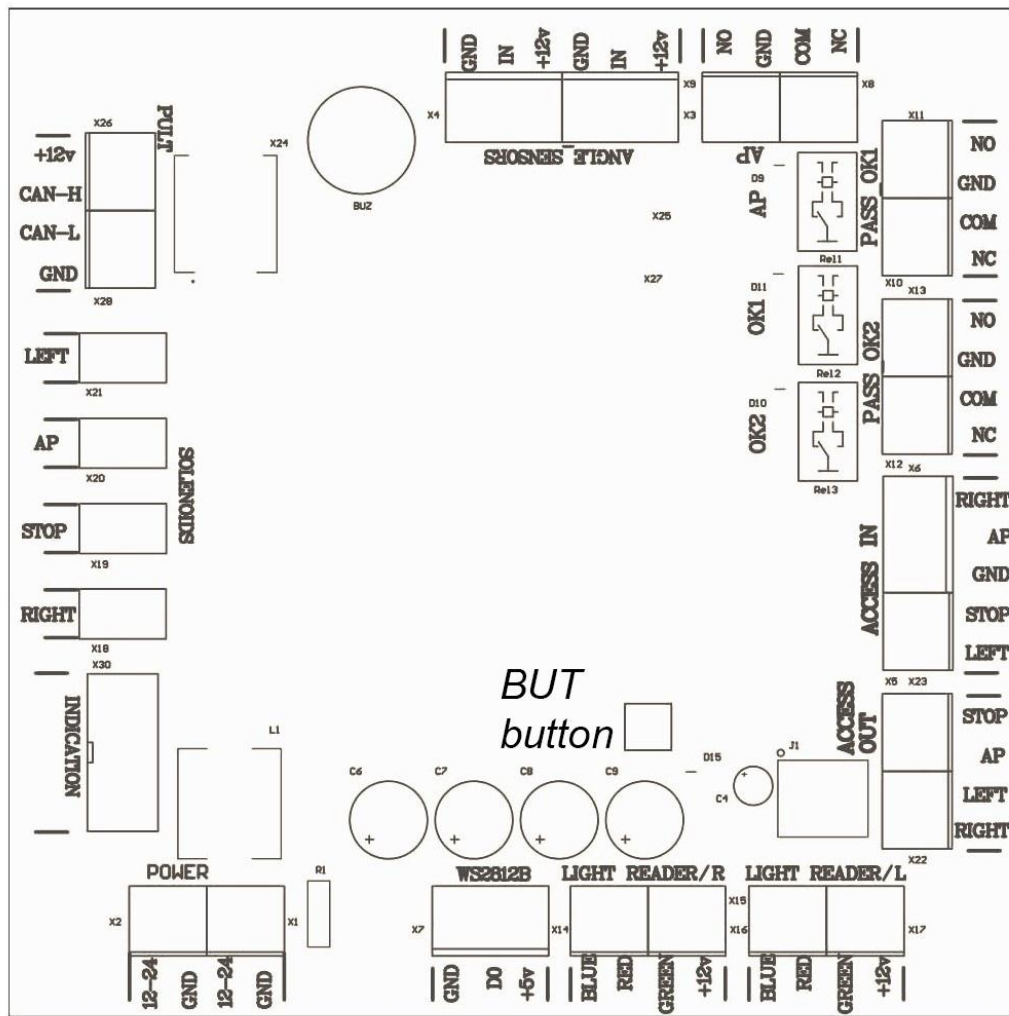 GND
IN
+12v
GND
IN
+12v
NO
GND
COM
NC
X4
X9
X3
X8
ANGLE_SENSORS
AP
X26
PULT
+12v
CAN-H
CAN-L
GND
X28
X24
BUZ
X25
X27
D9
AP
Rel1
D11
OK1
Rel2
D10
OK2
Rel3
X11
PASS_OK1
NO
GND
COM
NC
X10
X13
PASS_OK2
NO
GND
COM
NC
X12
X6
LEFT
X21
AP
X20
STOP
X19
RIGHT
X18
SOLENOIDS
ACCESS IN
RIGHT
AP
GND
STOP
LEFT
X5
X23
X30
INDICATION
L1
BUT
button
ACCESS
OUT
STOP
AP
LEFT
RIGHT
X22
C6
C7
C8
C9
D15
C4
J1
POWER
R1
X2
X1
12-24
GND
12-24
GND
WS2812B
X7
GND
D0
+5v
LIGHT READER/R
X14
X15
X16
BLUE
RED
GREEN
+12v
LIGHT READER/L
X17
BLUE
RED
GREEN
+12v